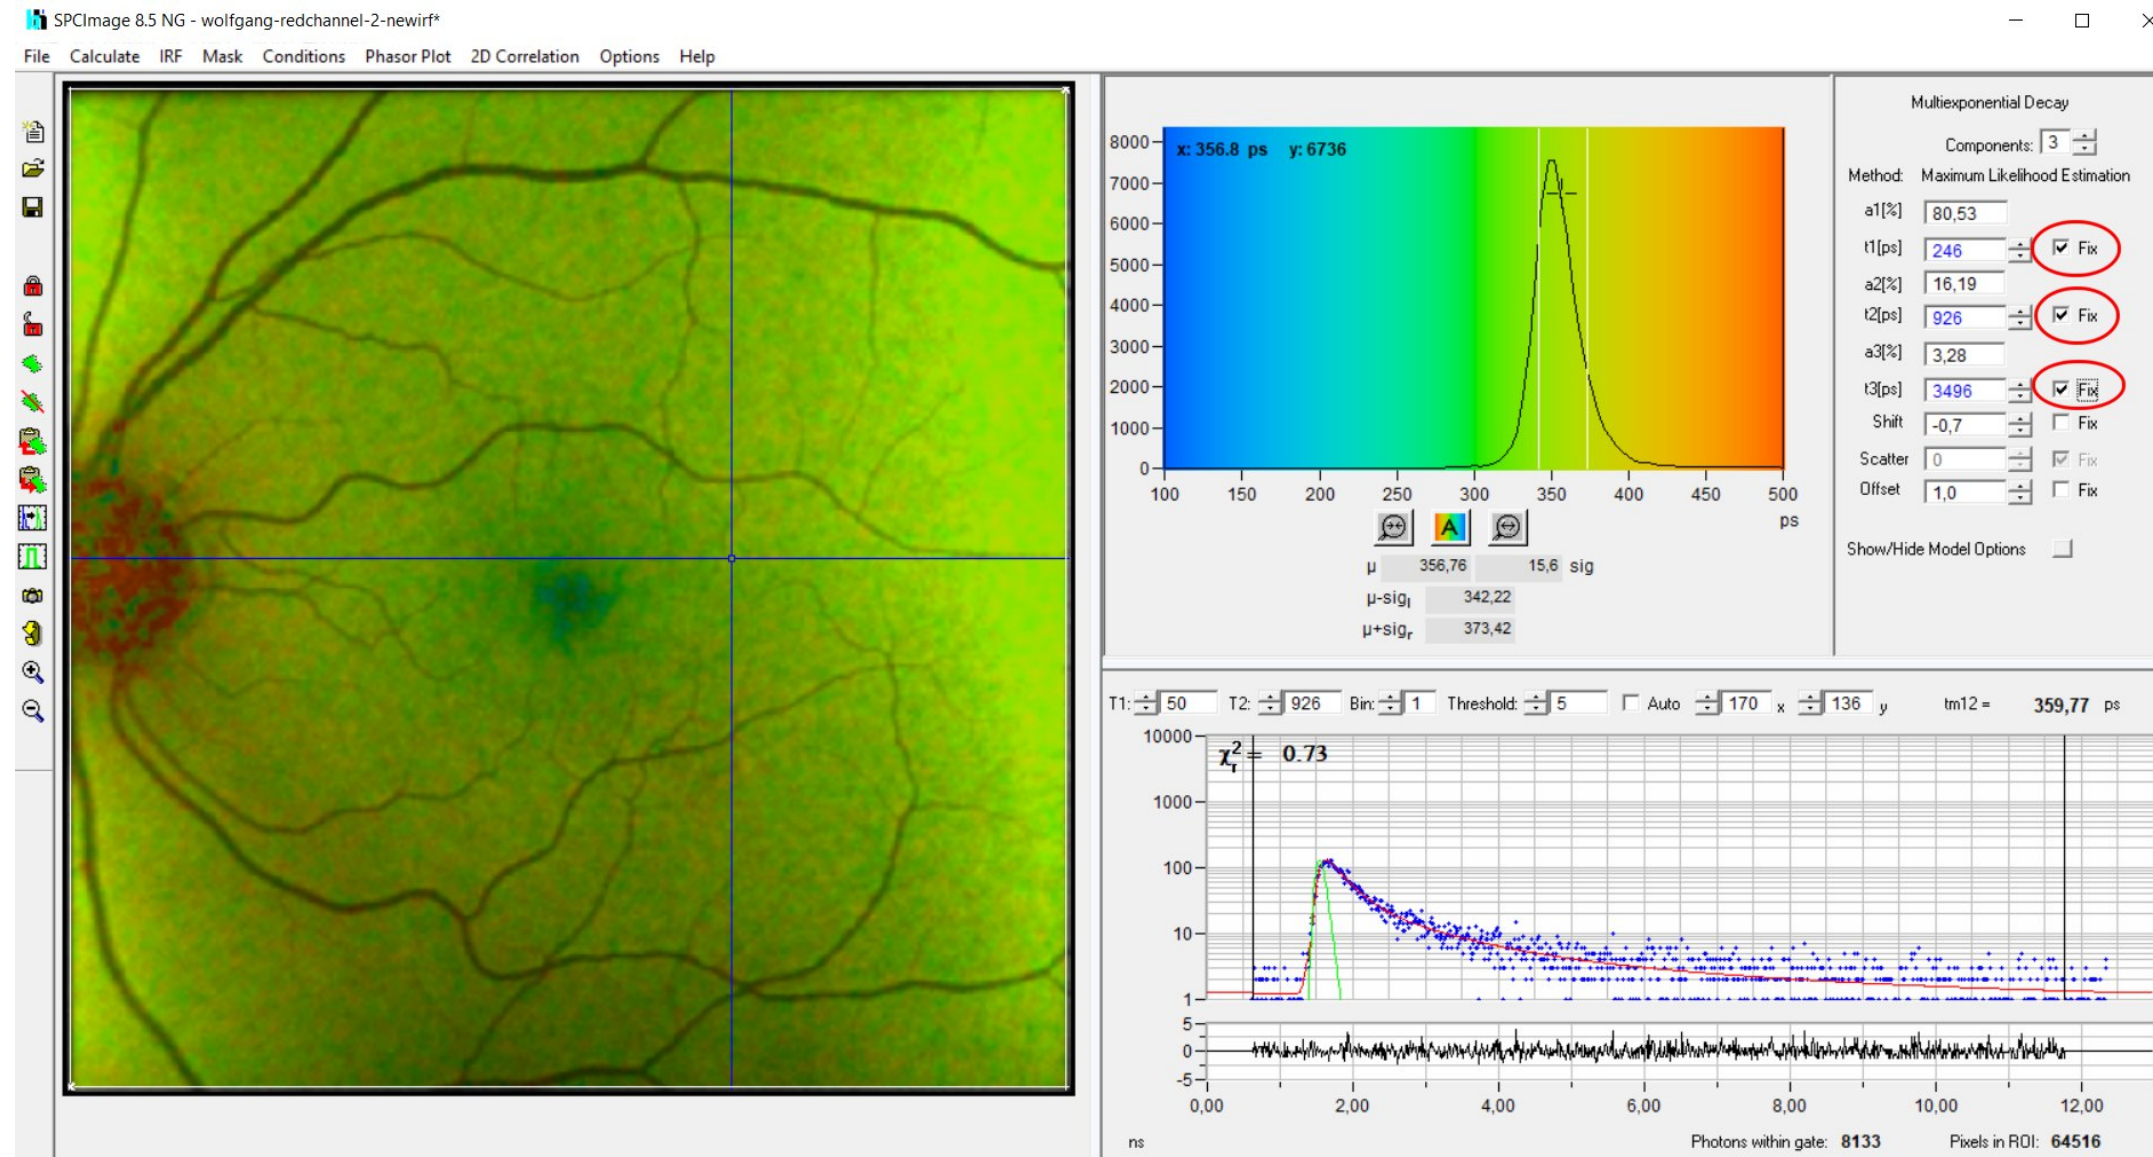 SPCImage 8.5 NG - wolfgang-redchannel-2-newirf*
File Calculate IRF Mask Conditions Phasor Plot 2D Correlation Options Help
8000
7000
6000
5000
4000
3000
2000
1000
0
x: 356.8 ps y: 6736
100 150 200 250 300 350 400 450 500
ps
A
μ 356,76 15,6 sig
μ-sigl 342,22
μ+sigr 373,42
Multiexponential Decay
Components: 3
Method: Maximum Likelihood Estimation
a1[%] 80,53
t1[ps] 246 Fix
a2[%] 16,19
t2[ps] 926 Fix
a3[%] 3,28
t3[ps] 3496 Fix
Shift -0,7 Fix
Scatter 0 Fix
Offset 1,0 Fix
Show/Hide Model Options
T1: 50 T2: 926 Bin: 1 Threshold: 5 Auto 170 x 136 y tm12 = 359,77 ps
χ²r = 0.73
10000
1000
100
10
1
5
0
-5
0,00 2,00 4,00 6,00 8,00 10,00 12,00
ns
Photons within gate: 8133 Pixels in ROI: 64516